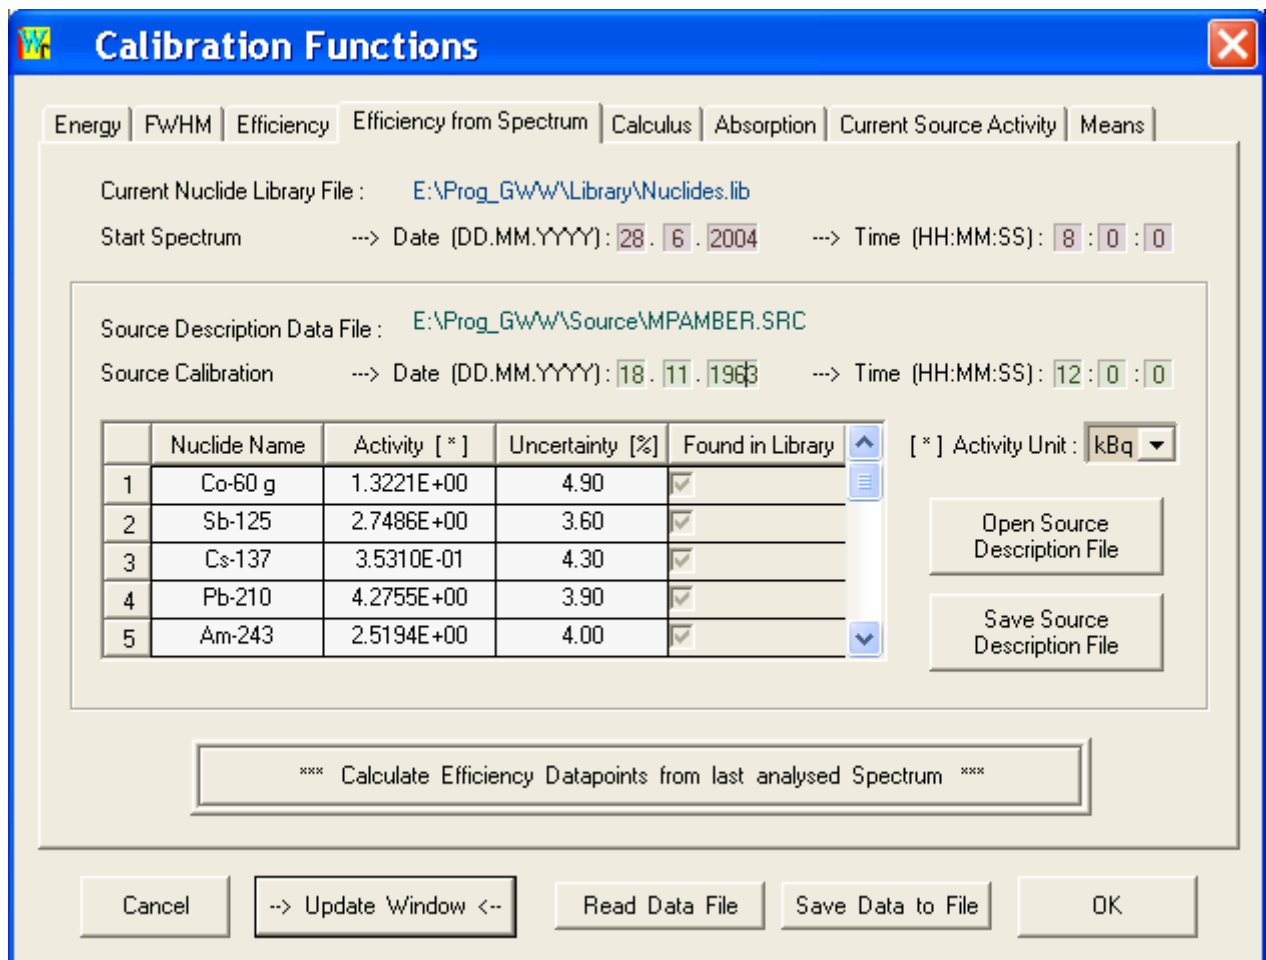 Calibration Functions
Energy FWHM Efficiency Efficiency from Spectrum Calculus Absorption Current Source Activity Means
Current Nuclide Library File : E:\Prog_GWW\Library\Nuclides.lib
Start Spectrum ---> Date (DD.MM.YYYY) : 28 . 6 . 2004 ---> Time (HH:MM:SS) : 8 : 0 : 0
Source Description Data File : E:\Prog_GWW\Source\MPAMBER.SRC
Source Calibration ---> Date (DD.MM.YYYY) : 18 . 11 . 1963 ---> Time (HH:MM:SS) : 12 : 0 : 0
Nuclide Name Activity [ * ] Uncertainty [%] Found in Library [ * ] Activity Unit : kBq
1 Co-60 g 1.3221E+00 4.90
2 Sb-125 2.7486E+00 3.60
3 Cs-137 3.5310E-01 4.30
4 Pb-210 4.2755E+00 3.90
5 Am-243 2.5194E+00 4.00
Open Source
Description File
Save Source
Description File
*** Calculate Efficiency Datapoints from last analysed Spectrum ***
Cancel --> Update Window <-- Read Data File Save Data to File OK